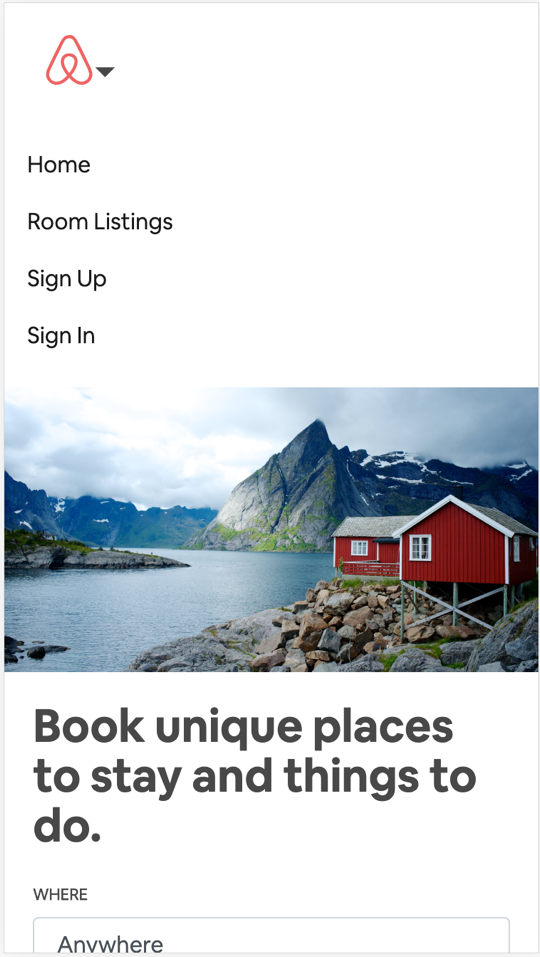 Home
Room Listings
Sign Up
Sign In
Book unique places
to stay and things to
do.
WHERE
Anywhere